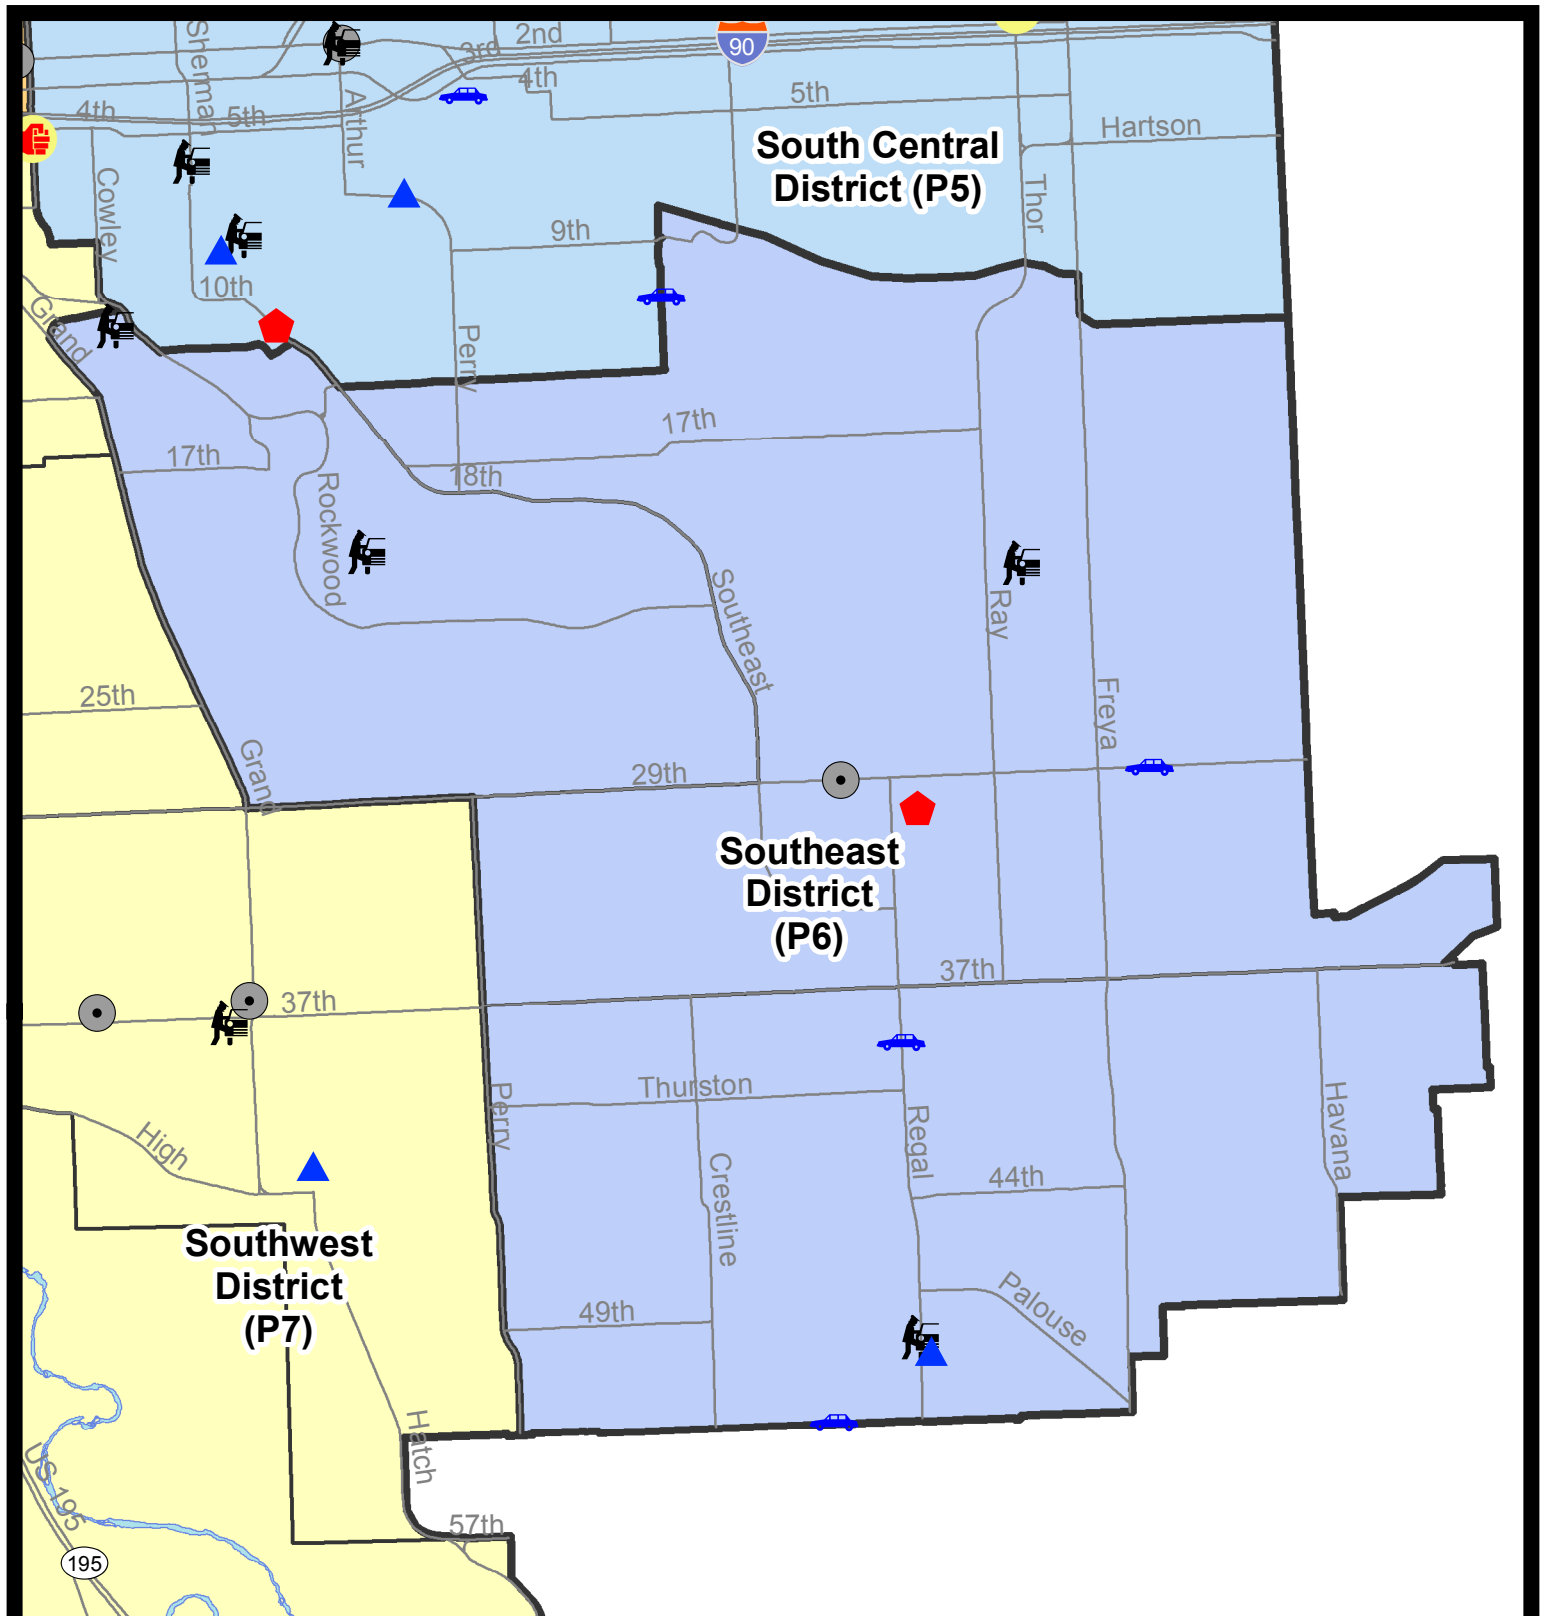 Sherman
2nd
3rd
90
4th
5th
Arthur
4th
5th
South Central
District (P5)
Hartson
Cowley
Thor
9th
10th
Grand
Perry
17th
17th
18th
Rockwood
Southeast
Ray
25th
Freya
Grand
29th
Southeast
District
(P6)
37th
37th
Thurston
Perry
Regal
Havana
High
44th
Crestline
Southwest
District
(P7)
49th
Palouse
Hatch
US 195
57th
195